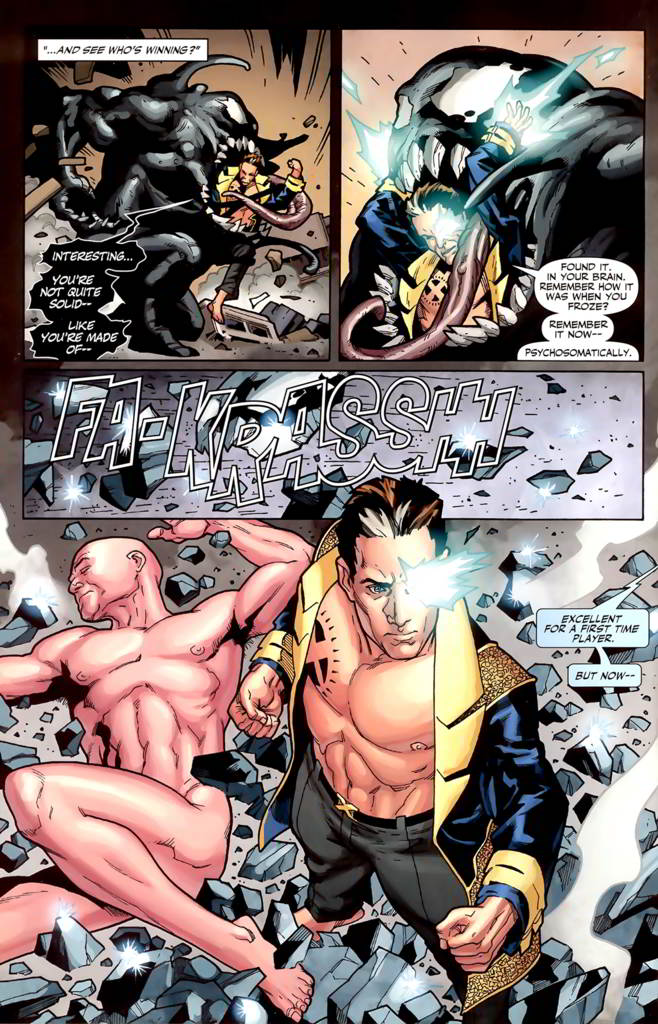 "...AND SEE WHO'S WINNING?"
INTERESTING...
YOU'RE
NOT QUITE
SOLID--
LIKE
YOU'RE MADE
OF--
FOUND IT.
IN YOUR BRAIN.
REMEMBER HOW IT
WAS WHEN YOU
FROZE?
REMEMBER
IT NOW--
PSYCHOSOMATICALLY.
FA-KRASSHH
EXCELLENT
FOR A FIRST TIME
PLAYER.
BUT NOW--